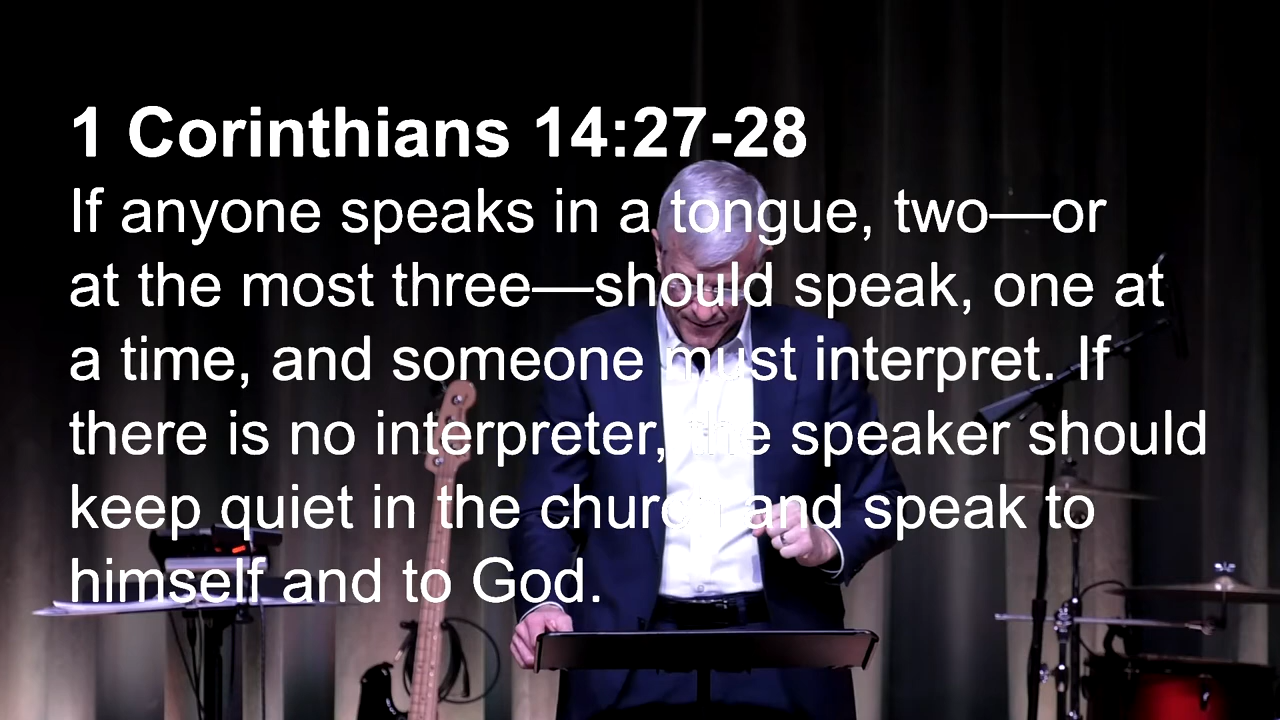 1 Corinthians 14:27-28
If anyone speaks in a tongue, two—or
at the most three—should speak, one at
a time, and someone must interpret. If
there is no interpreter, the speaker should
keep quiet in the church and speak to
himself and to God.